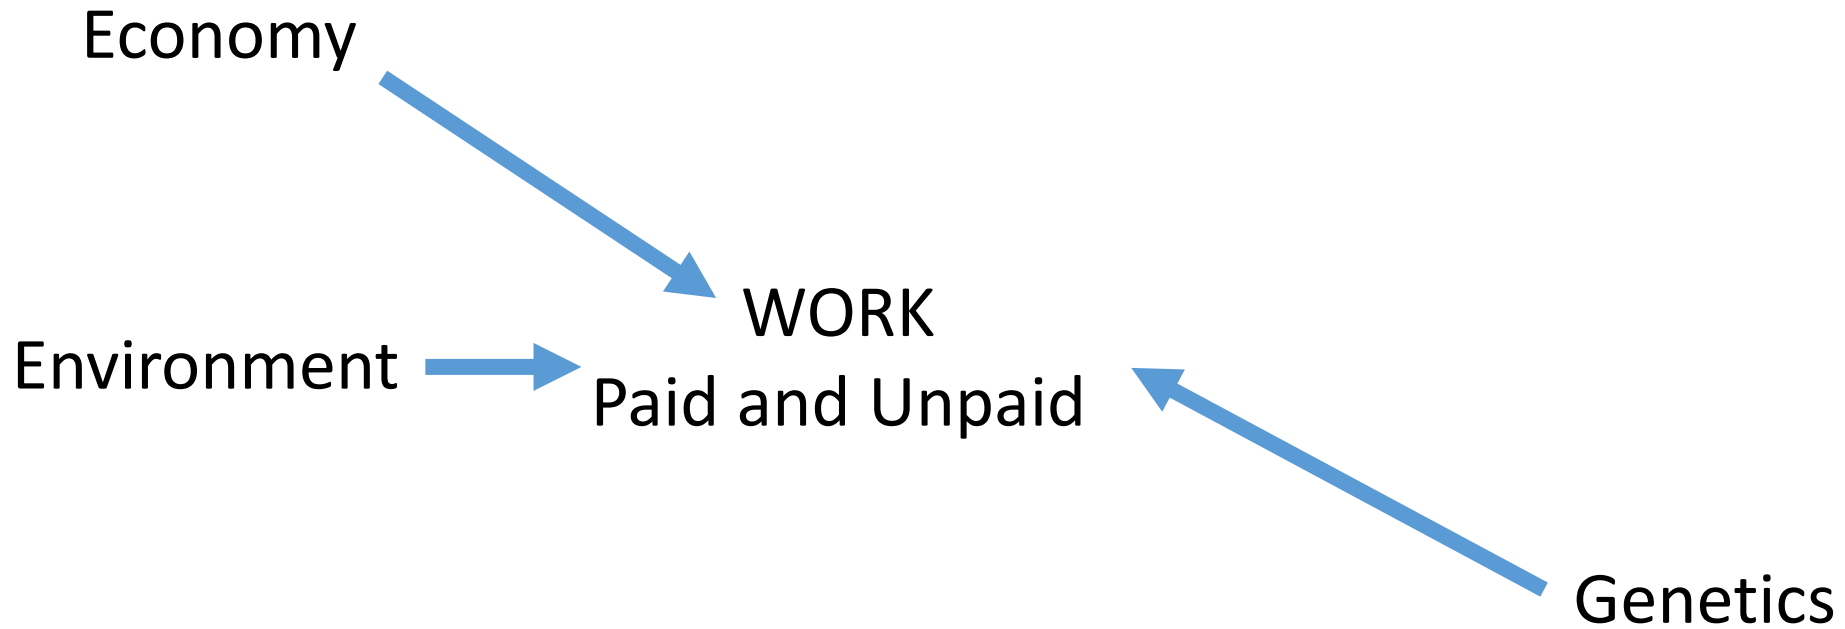 Economy
WORK
Environment
Paid and Unpaid
Genetics